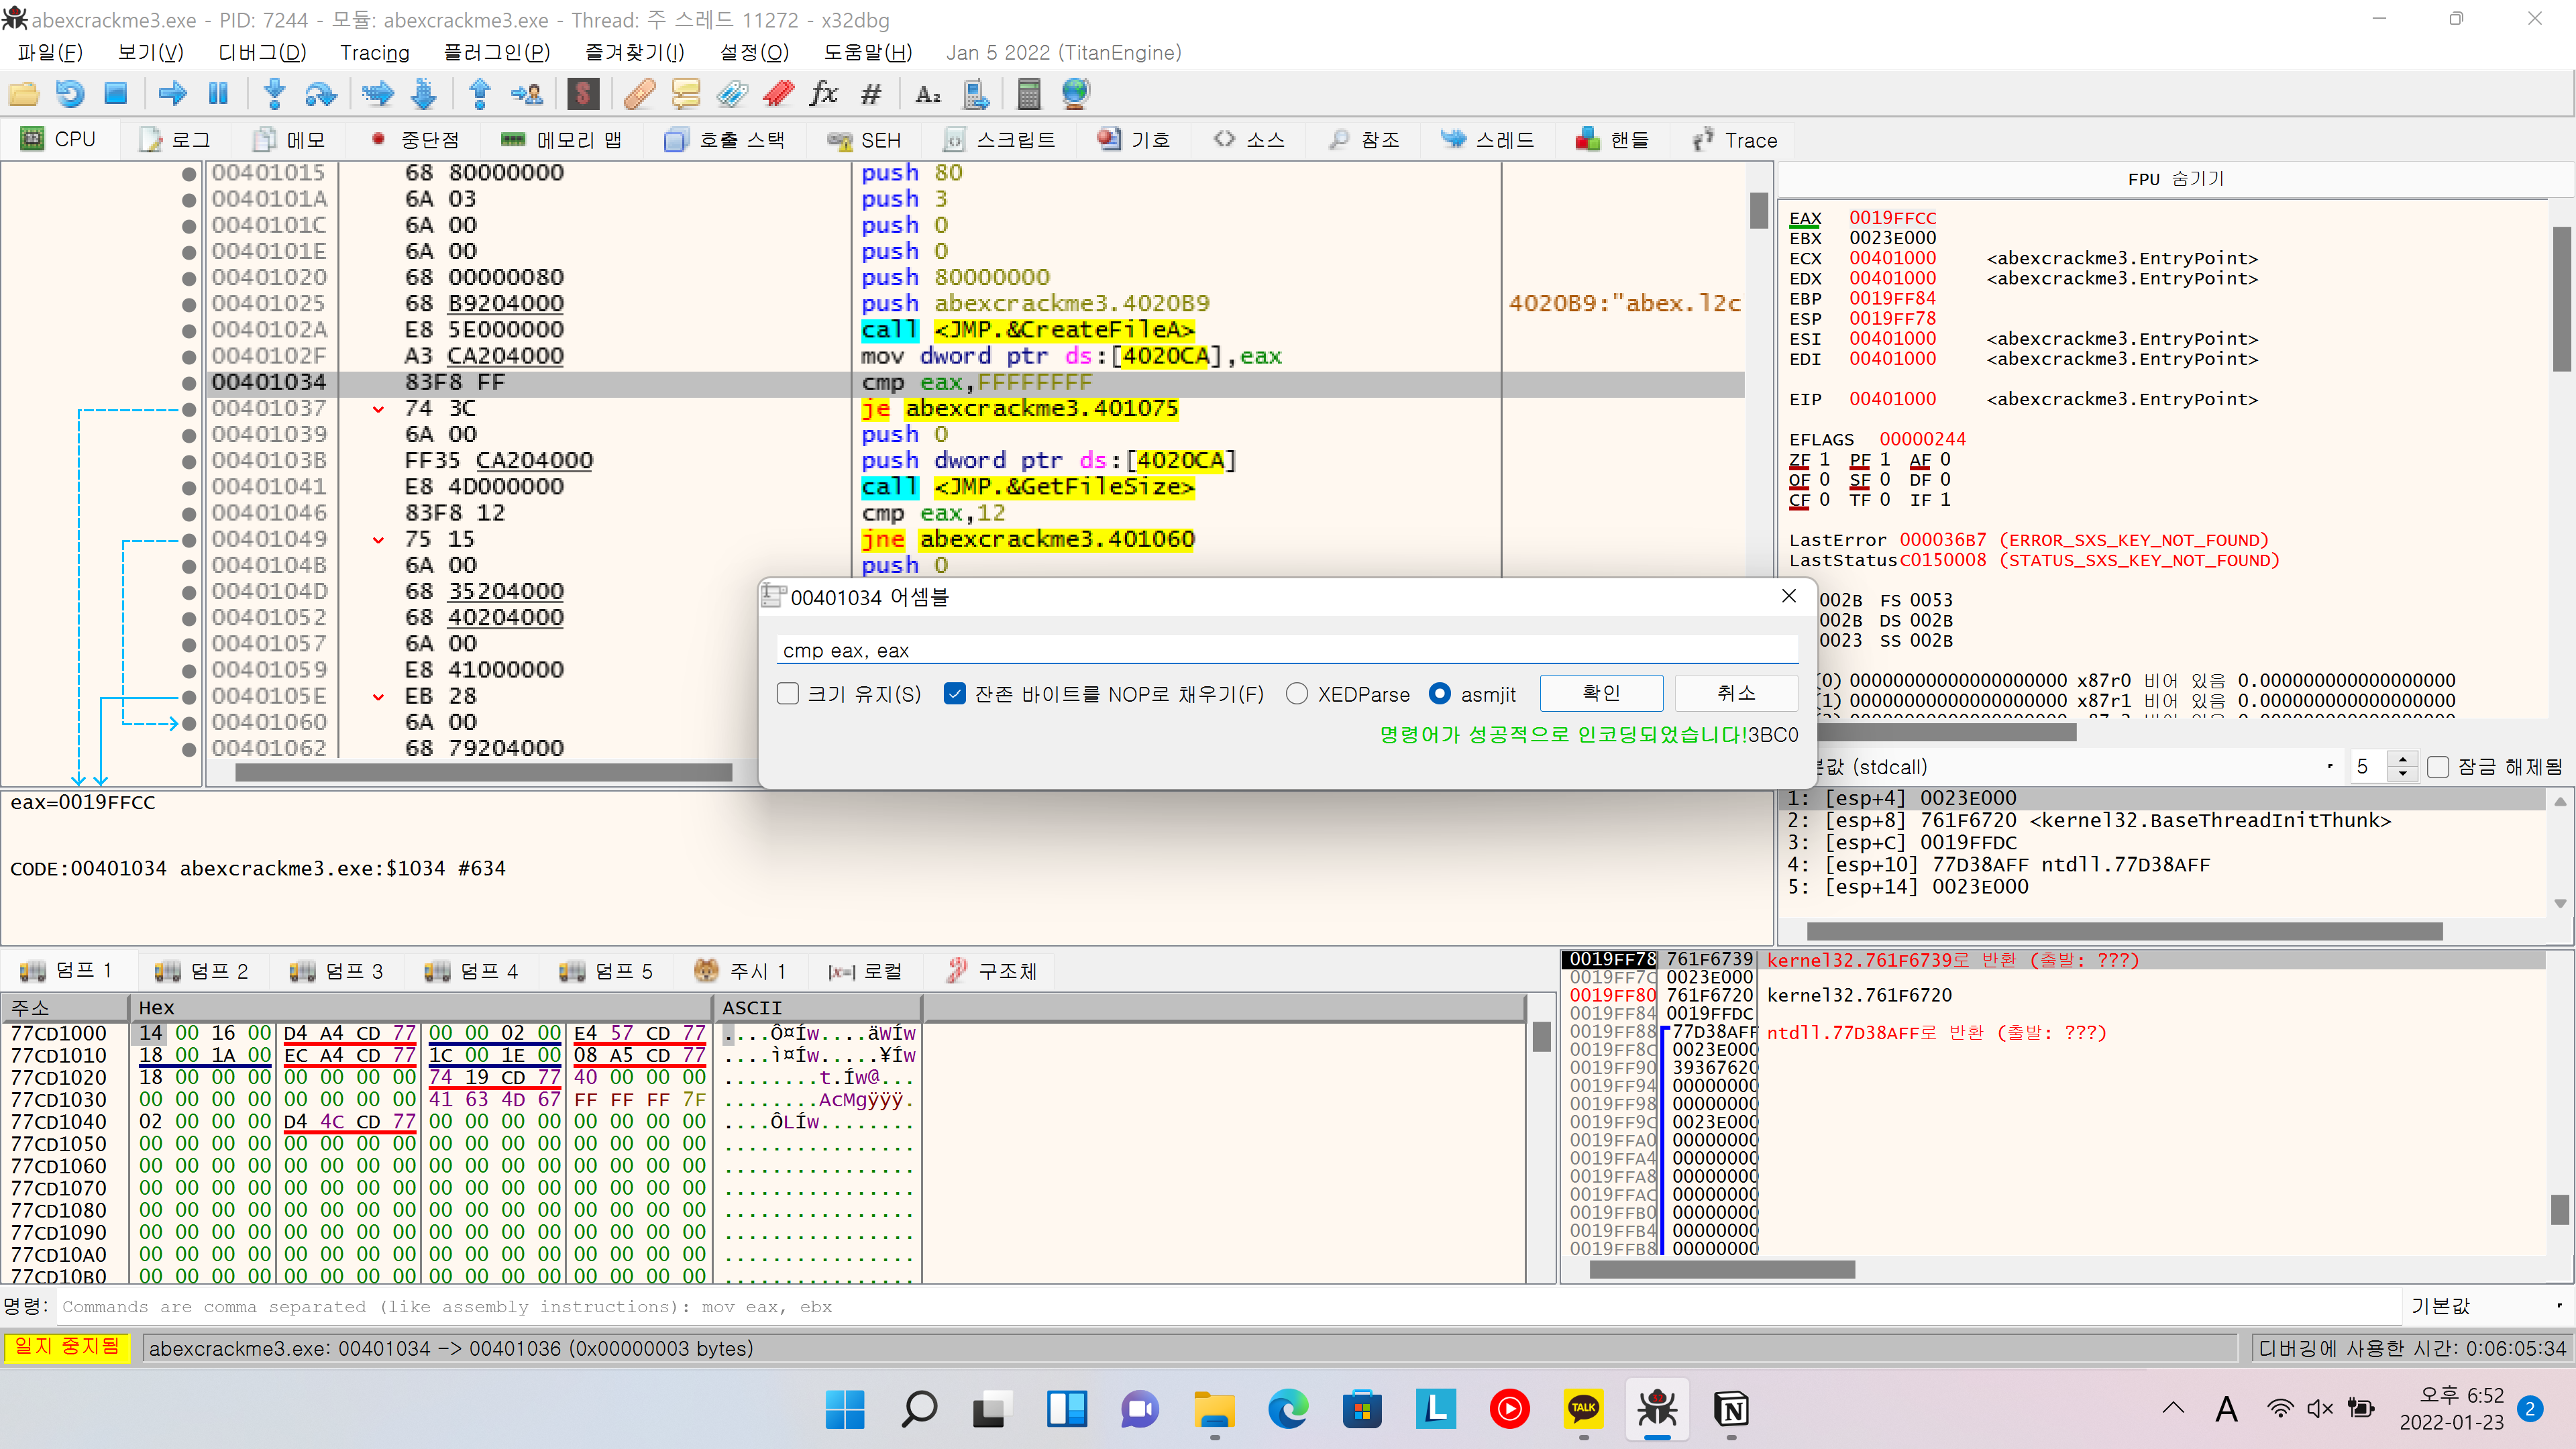 abexcrackme3.exe - PID: 7244 - 모듈: abexcrackme3.exe - Thread: 주 스레드 11272 - x32dbg
파일(F) 보기(V) 디버그(D) Tracing 플러그인(P) 즐겨찾기(I) 설정(O) 도움말(H) Jan 5 2022 (TitanEngine)
CPU 로그 메모 중단점 메모리 맵 호출 스택 SEH 스크립트 기호 소스 참조 스레드 핸들 Trace
00401015 68 80000000 push 80
0040101A 6A 03 push 3
0040101C 6A 00 push 0
0040101E 6A 00 push 0
00401020 68 00000080 push 80000000
00401025 68 B9204000 push abexcrackme3.4020B9 4020B9:"abex.l2c
0040102A E8 5E000000 call <JMP.&CreateFileA>
0040102F A3 CA204000 mov dword ptr ds:[4020CA],eax
00401034 83F8 FF cmp eax,FFFFFFFF
00401037 74 3C je abexcrackme3.401075
00401039 6A 00 push 0
0040103B FF35 CA204000 push dword ptr ds:[4020CA]
00401041 E8 4D000000 call <JMP.&GetFileSize>
00401046 83F8 12 cmp eax,12
00401049 75 15 jne abexcrackme3.401060
0040104B 6A 00 push 0
0040104D 68 35204000
00401052 68 40204000
00401057 6A 00
00401059 E8 41000000
0040105E EB 28
00401060 6A 00
00401062 68 79204000
FPU 숨기기
EAX 0019FFCC
EBX 0023E000
ECX 00401000 <abexcrackme3.EntryPoint>
EDX 00401000 <abexcrackme3.EntryPoint>
EBP 0019FF84
ESP 0019FF78
ESI 00401000 <abexcrackme3.EntryPoint>
EDI 00401000 <abexcrackme3.EntryPoint>
EIP 00401000 <abexcrackme3.EntryPoint>
EFLAGS 00000244
ZF 1 PF 1 AF 0
OF 0 SF 0 DF 0
CF 0 TF 0 IF 1
LastError 000036B7 (ERROR_SXS_KEY_NOT_FOUND)
LastStatus C0150008 (STATUS_SXS_KEY_NOT_FOUND)
002B FS 0053
002B DS 002B
0023 SS 002B
(0) 00000000000000000000 x87r0 비어 있음 0.000000000000000000
(1) 00000000000000000000 x87r1 비어 있음 0.000000000000000000
00401034 어셈블
cmp eax, eax
크기 유지(S) 잔존 바이트를 NOP로 채우기(F) XEDParse asmjit 확인 취소
명령어가 성공적으로 인코딩되었습니다!3BC0
본값 (stdcall) 5 잠금 해제됨
1: [esp+4] 0023E000
2: [esp+8] 761F6720 <kernel32.BaseThreadInitThunk>
3: [esp+C] 0019FFDC
4: [esp+10] 77D38AFF ntdll.77D38AFF
5: [esp+14] 0023E000
eax=0019FFCC
CODE:00401034 abexcrackme3.exe:$1034 #634
덤프 1 덤프 2 덤프 3 덤프 4 덤프 5 주시 1 [x=] 로컬 구조체
주소 Hex ASCII
77CD1000 14 00 16 00 D4 A4 CD 77 00 00 02 00 E4 57 CD 77 ....Ô¤Íw....äWÍw
77CD1010 18 00 1A 00 EC A4 CD 77 1C 00 1E 00 08 A5 CD 77 ....ì¤Íw.....¥Íw
77CD1020 18 00 00 00 00 00 00 00 74 19 CD 77 40 00 00 00 ........t.Íw@...
77CD1030 00 00 00 00 00 00 00 00 41 63 4D 67 FF FF FF 7F ........AcMgÿÿÿ.
77CD1040 02 00 00 00 D4 4C CD 77 00 00 00 00 00 00 00 00 ....ÔLÍw........
77CD1050 00 00 00 00 00 00 00 00 00 00 00 00 00 00 00 00 ................
77CD1060 00 00 00 00 00 00 00 00 00 00 00 00 00 00 00 00 ................
77CD1070 00 00 00 00 00 00 00 00 00 00 00 00 00 00 00 00 ................
77CD1080 00 00 00 00 00 00 00 00 00 00 00 00 00 00 00 00 ................
77CD1090 00 00 00 00 00 00 00 00 00 00 00 00 00 00 00 00 ................
77CD10A0 00 00 00 00 00 00 00 00 00 00 00 00 00 00 00 00 ................
77CD10B0 00 00 00 00 00 00 00 00 00 00 00 00 00 00 00 00 ................
0019FF78 761F6739 kernel32.761F6739로 반환 (출발: ???)
0019FF7C 0023E000
0019FF80 761F6720 kernel32.761F6720
0019FF84 0019FFDC
0019FF88 77D38AFF ntdll.77D38AFF로 반환 (출발: ???)
0019FF8C 0023E000
0019FF90 39367620
0019FF94 00000000
0019FF98 00000000
0019FF9C 0023E000
0019FFA0 00000000
0019FFA4 00000000
0019FFA8 00000000
0019FFAC 00000000
0019FFB0 00000000
0019FFB4 00000000
0019FFB8 00000000
명령: Commands are comma separated (like assembly instructions): mov eax, ebx 기본값
일지 중지됨 abexcrackme3.exe: 00401034 -> 00401036 (0x00000003 bytes) 디버깅에 사용한 시간: 0:06:05:34
TALK
A 오후 6:52
2022-01-23 2